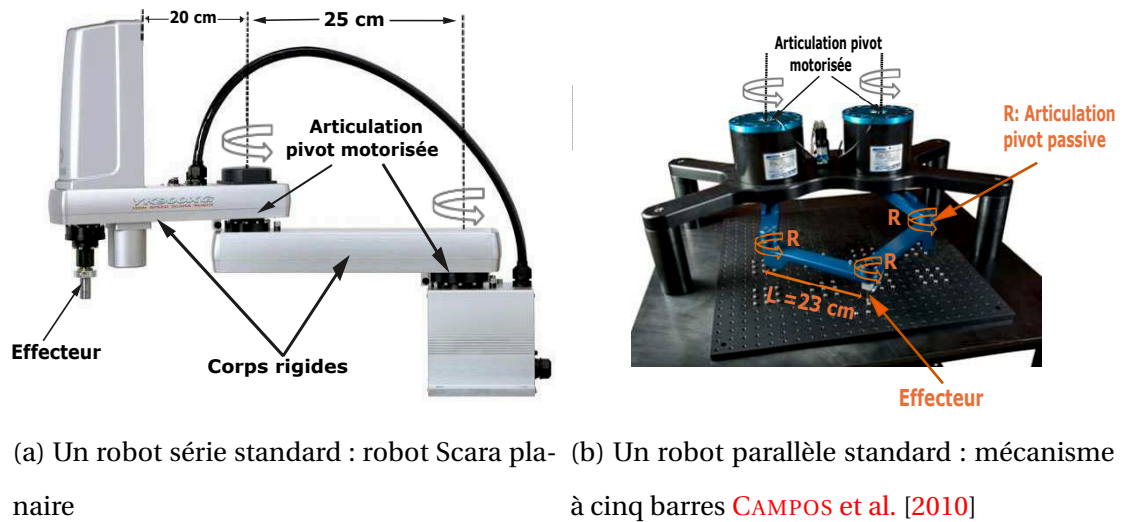 20 cm
25 cm
Articulation
pivot motorisée
Effecteur
Corps rigides
Articulation pivot
motorisée
R: Articulation
pivot passive
R
R
R
L =23 cm
Effecteur
(a) Un robot série standard : robot Scara pla-
naire
(b) Un robot parallèle standard : mécanisme
à cinq barres CAMPOS et al. [2010]